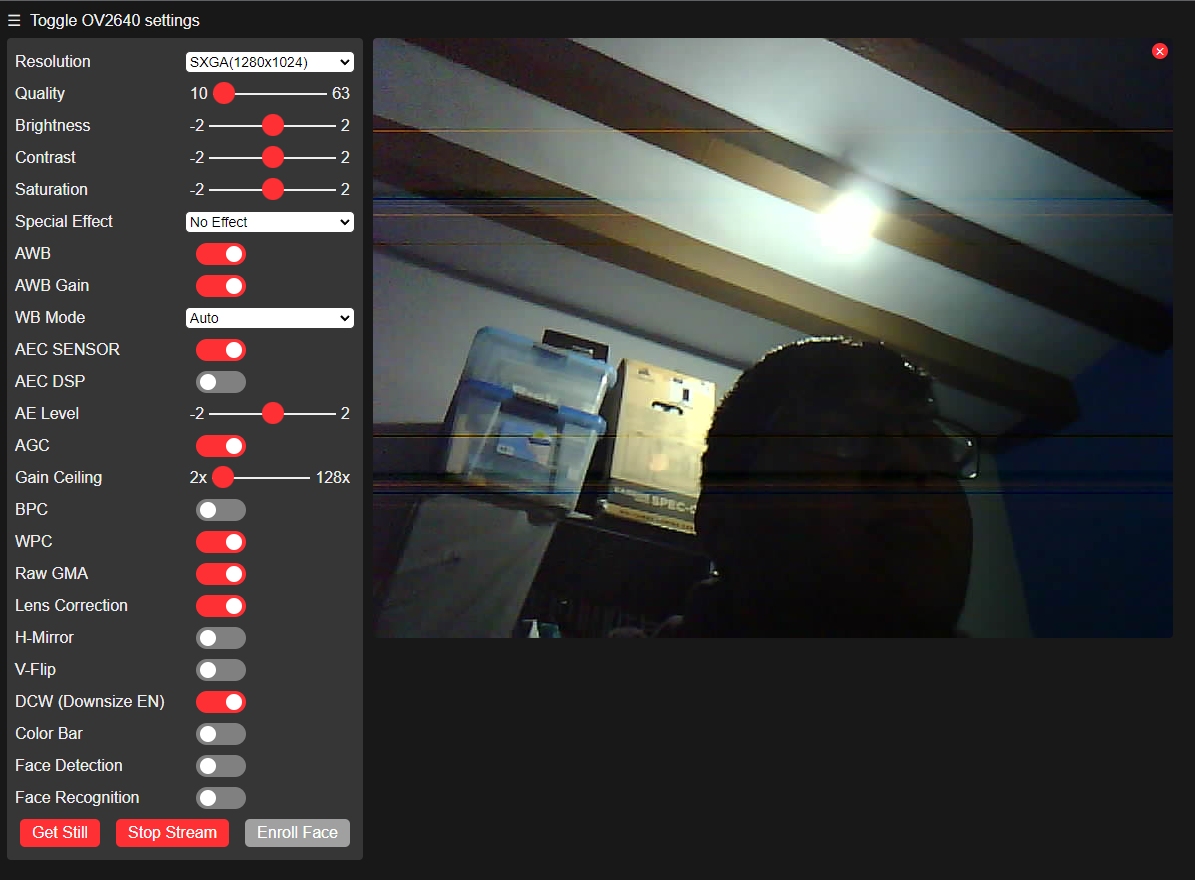 ☰ Toggle OV2640 settings
Resolution SXGA(1280x1024)
Quality 10 63
Brightness -2 2
Contrast -2 2
Saturation -2 2
Special Effect No Effect
AWB
AWB Gain
WB Mode Auto
AEC SENSOR
AEC DSP
AE Level -2 2
AGC
Gain Ceiling 2x 128x
BPC
WPC
Raw GMA
Lens Correction
H-Mirror
V-Flip
DCW (Downsize EN)
Color Bar
Face Detection
Face Recognition
Get Still Stop Stream Enroll Face
SPEC-